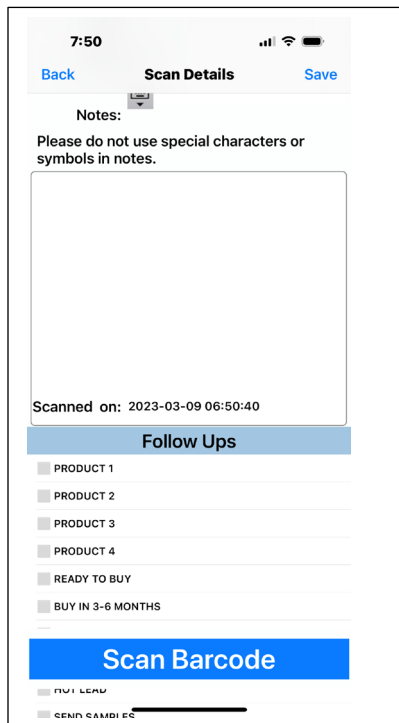 7:50
Back Scan Details Save
Notes:
Please do not use special characters or
symbols in notes.
Scanned on: 2023-03-09 06:50:40
Follow Ups
PRODUCT 1
PRODUCT 2
PRODUCT 3
PRODUCT 4
READY TO BUY
BUY IN 3-6 MONTHS
Scan Barcode
HOT LEAD
SEND SAMPLES